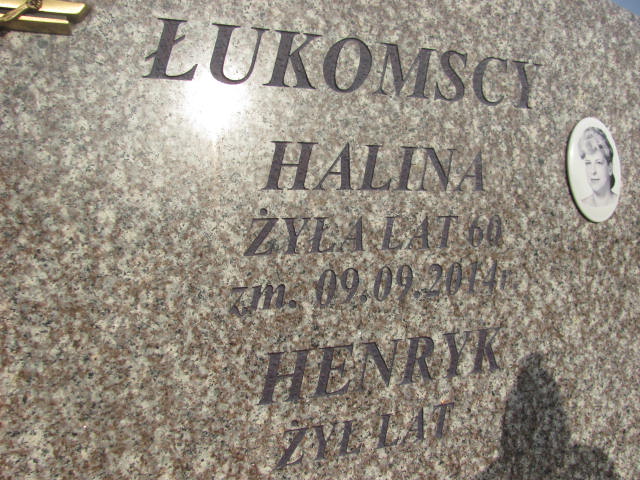 ŁUKOMSCY
HALINA
ŻYŁA LAT 60
zm. 09.09.2014r
HENRYK
ŻYŁ LAT